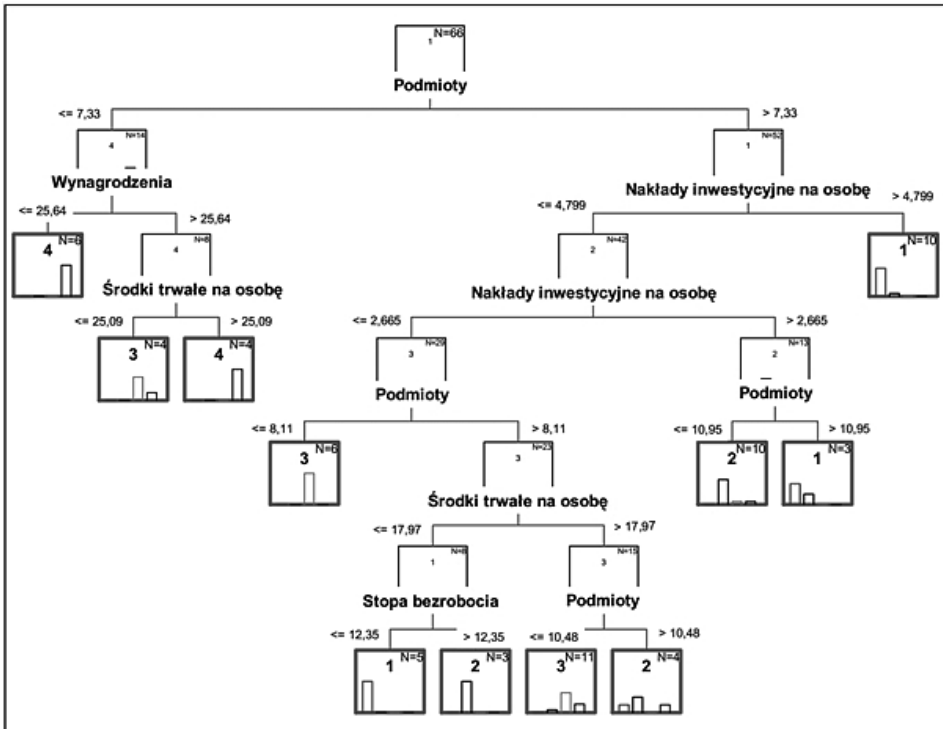 N=66
1
Podmioty
<= 7,33 > 7,33
N=14 N=52
4 1
Wynagrodzenia Nakłady inwestycyjne na osobę
<= 25,64 > 25,64 <= 4,799 > 4,799
N=6 N=8 N=42 N=10
4 4 2 1
Środki trwałe na osobę Nakłady inwestycyjne na osobę
<= 25,09 > 25,09 <= 2,665 > 2,665
N=4 N=4 N=29 N=13
3 4 3 2
Podmioty Podmioty
<= 8,11 > 8,11 <= 10,95 > 10,95
N=6 N=23 N=10 N=3
3 3 2 1
Środki trwałe na osobę
<= 17,97 > 17,97
N=8 N=15
1 3
Stopa bezrobocia Podmioty
<= 12,35 > 12,35 <= 10,48 > 10,48
N=5 N=3 N=11 N=4
1 2 3 2